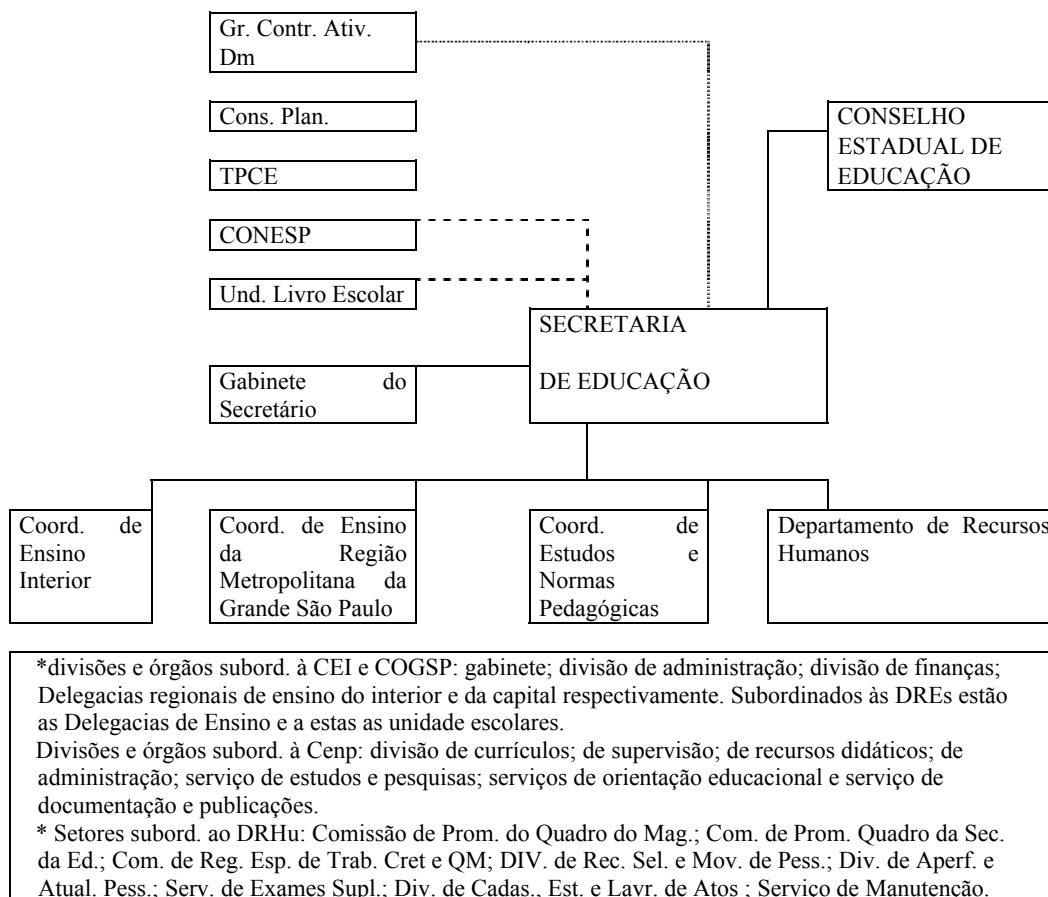 Gr. Contr. Ativ.
Dm
Cons. Plan.
TPCE
CONESP
Und. Livro Escolar
Gabinete do
Secretário
CONSELHO
ESTADUAL DE
EDUCAÇÃO
SECRETARIA
DE EDUCAÇÃO
Coord. de
Ensino
Interior
Coord. de Ensino
da Região
Metropolitana da
Grande São Paulo
Coord. de
Estudos e
Normas
Pedagógicas
Departamento de Recursos
Humanos
*divisões e órgãos subord. à CEI e COGSP: gabinete; divisão de administração; divisão de finanças;
Delegacias regionais de ensino do interior e da capital respectivamente. Subordinados às DREs estão
as Delegacias de Ensino e a estas as unidade escolares.
Divisões e órgãos subord. à Cenp: divisão de currículos; de supervisão; de recursos didáticos; de
administração; serviço de estudos e pesquisas; serviços de orientação educacional e serviço de
documentação e publicações.
* Setores subord. ao DRHu: Comissão de Prom. do Quadro do Mag.; Com. de Prom. Quadro da Sec.
da Ed.; Com. de Reg. Esp. de Trab. Cret e QM; DIV. de Rec. Sel. e Mov. de Pess.; Div. de Aperf. e
Atual. Pess.; Serv. de Exames Supl.; Div. de Cadas., Est. e Lavr. de Atos ; Serviço de Manutenção.